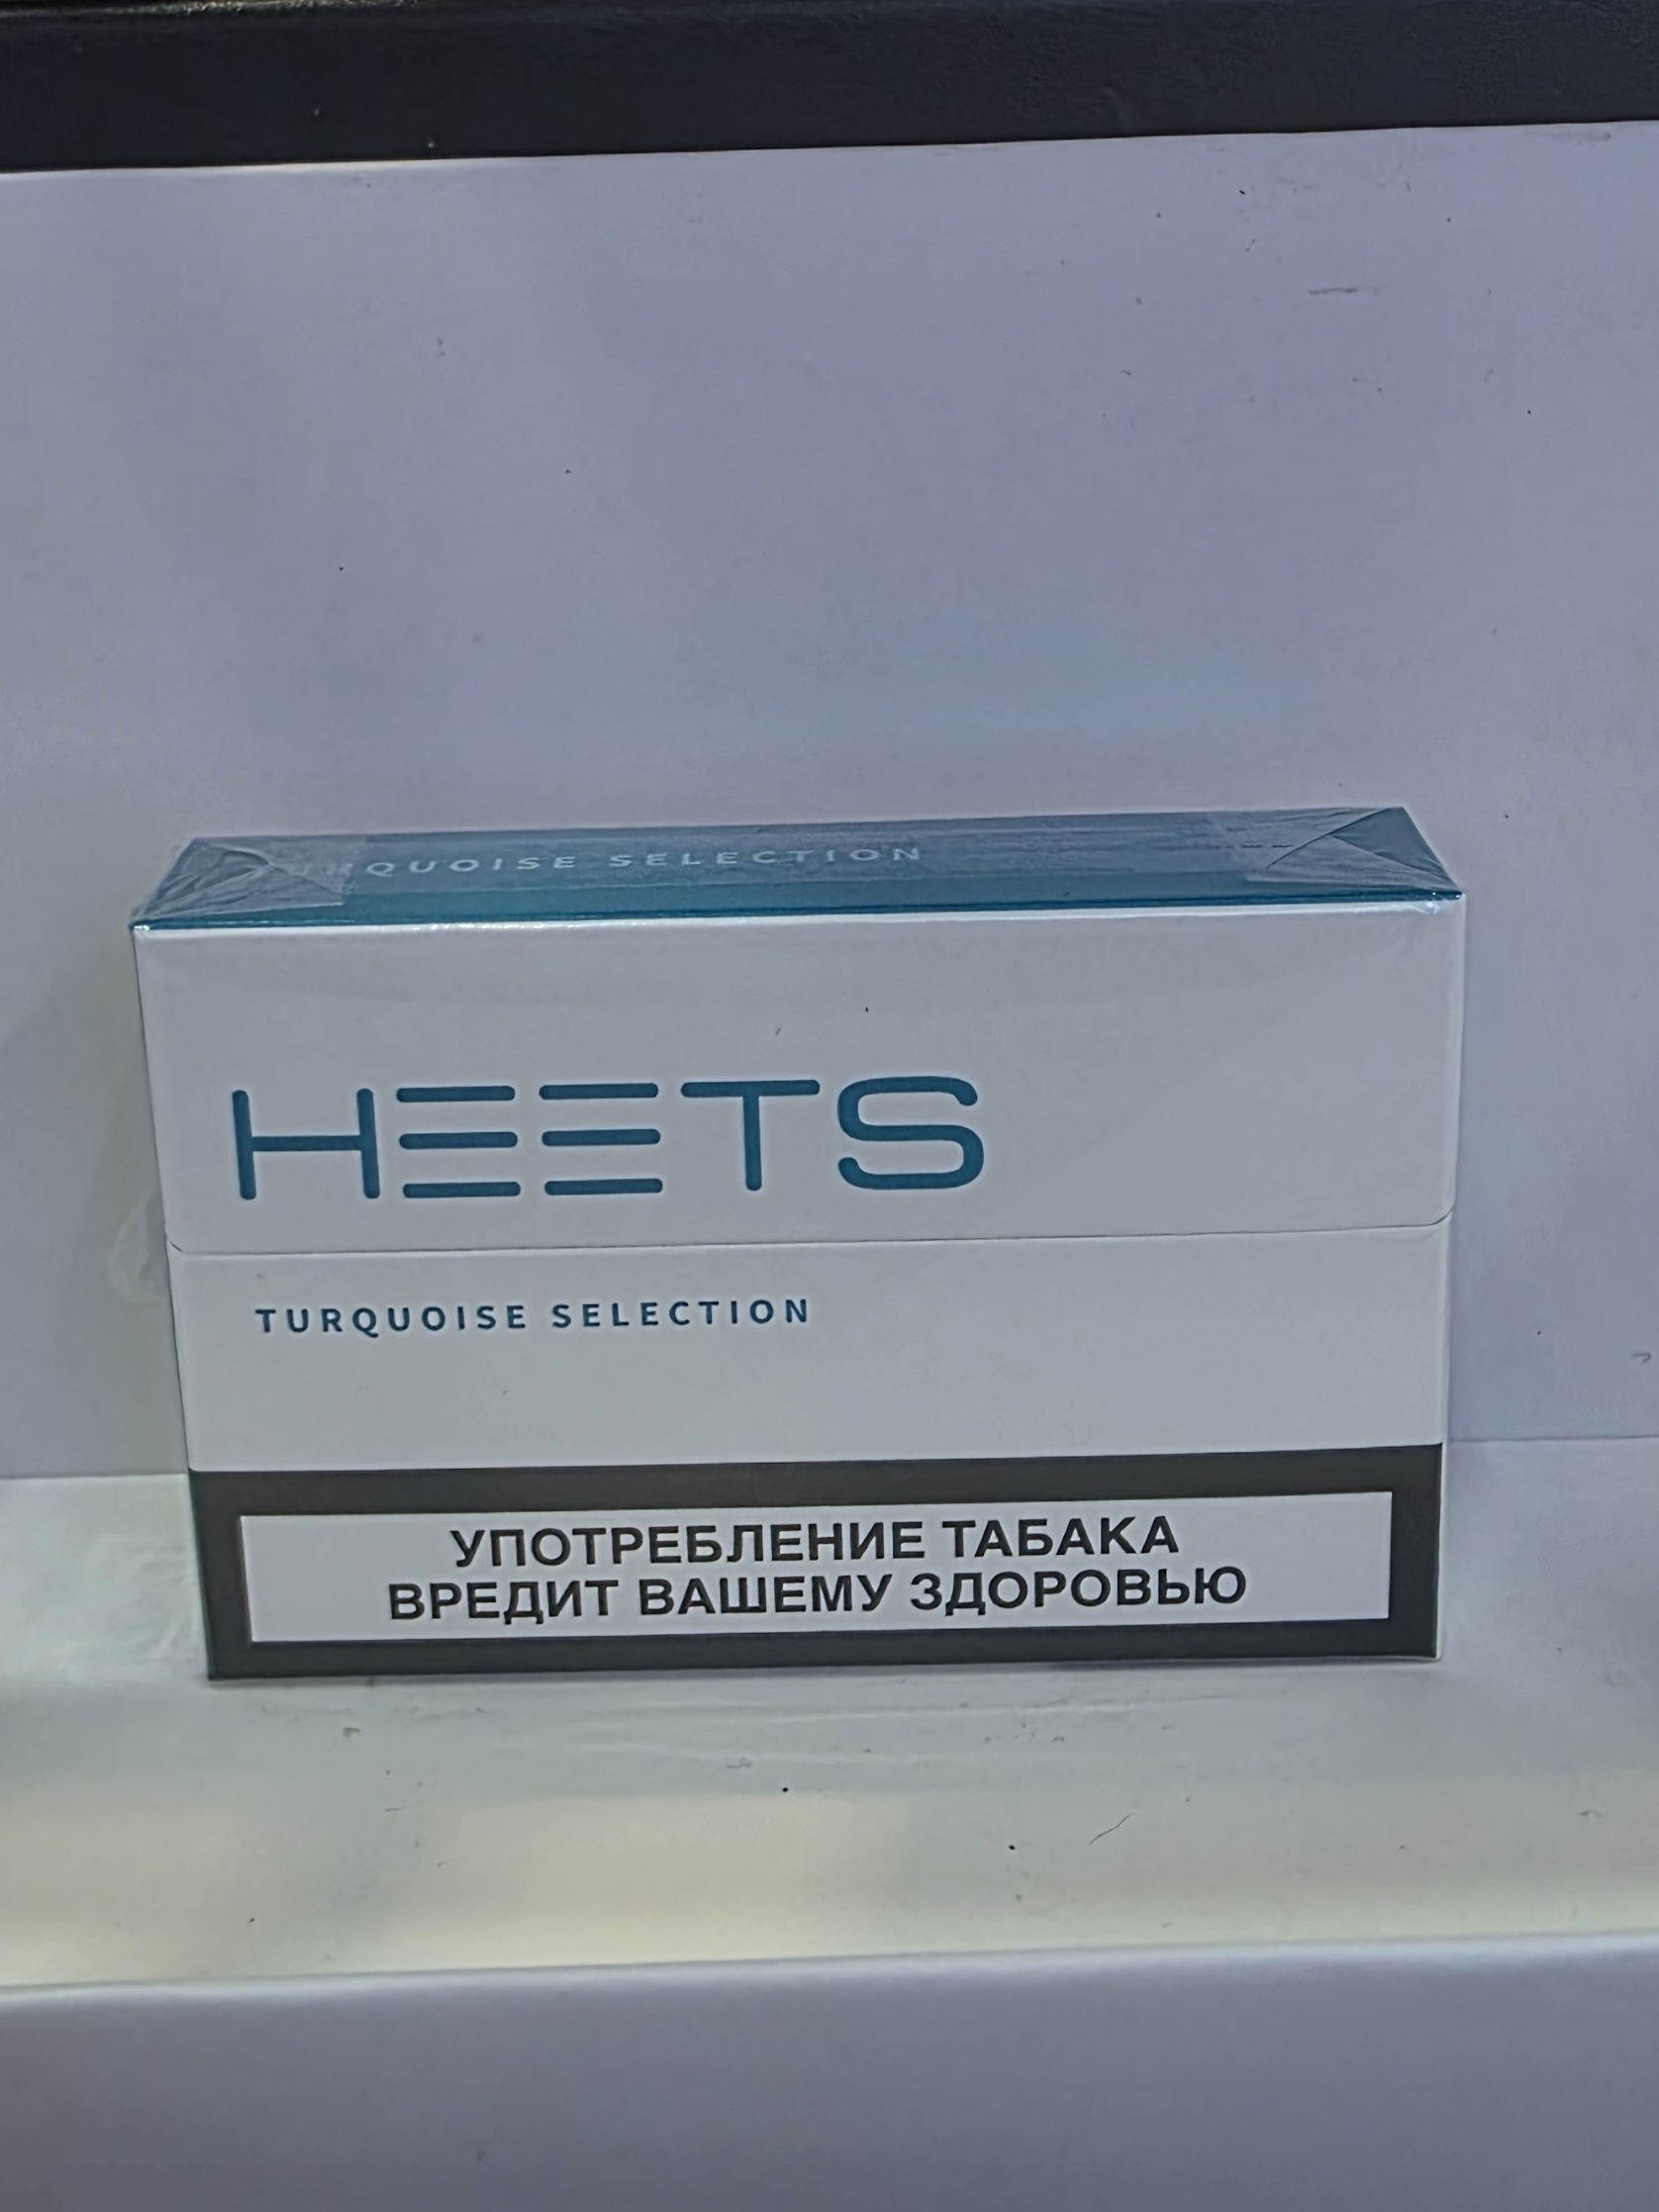 TURQUOISE SELECTION
HEETS
TURQUOISE SELECTION
УПОТРЕБЛЕНИЕ ТАБАКА
ВРЕДИТ ВАШЕМУ ЗДОРОВЬЮ